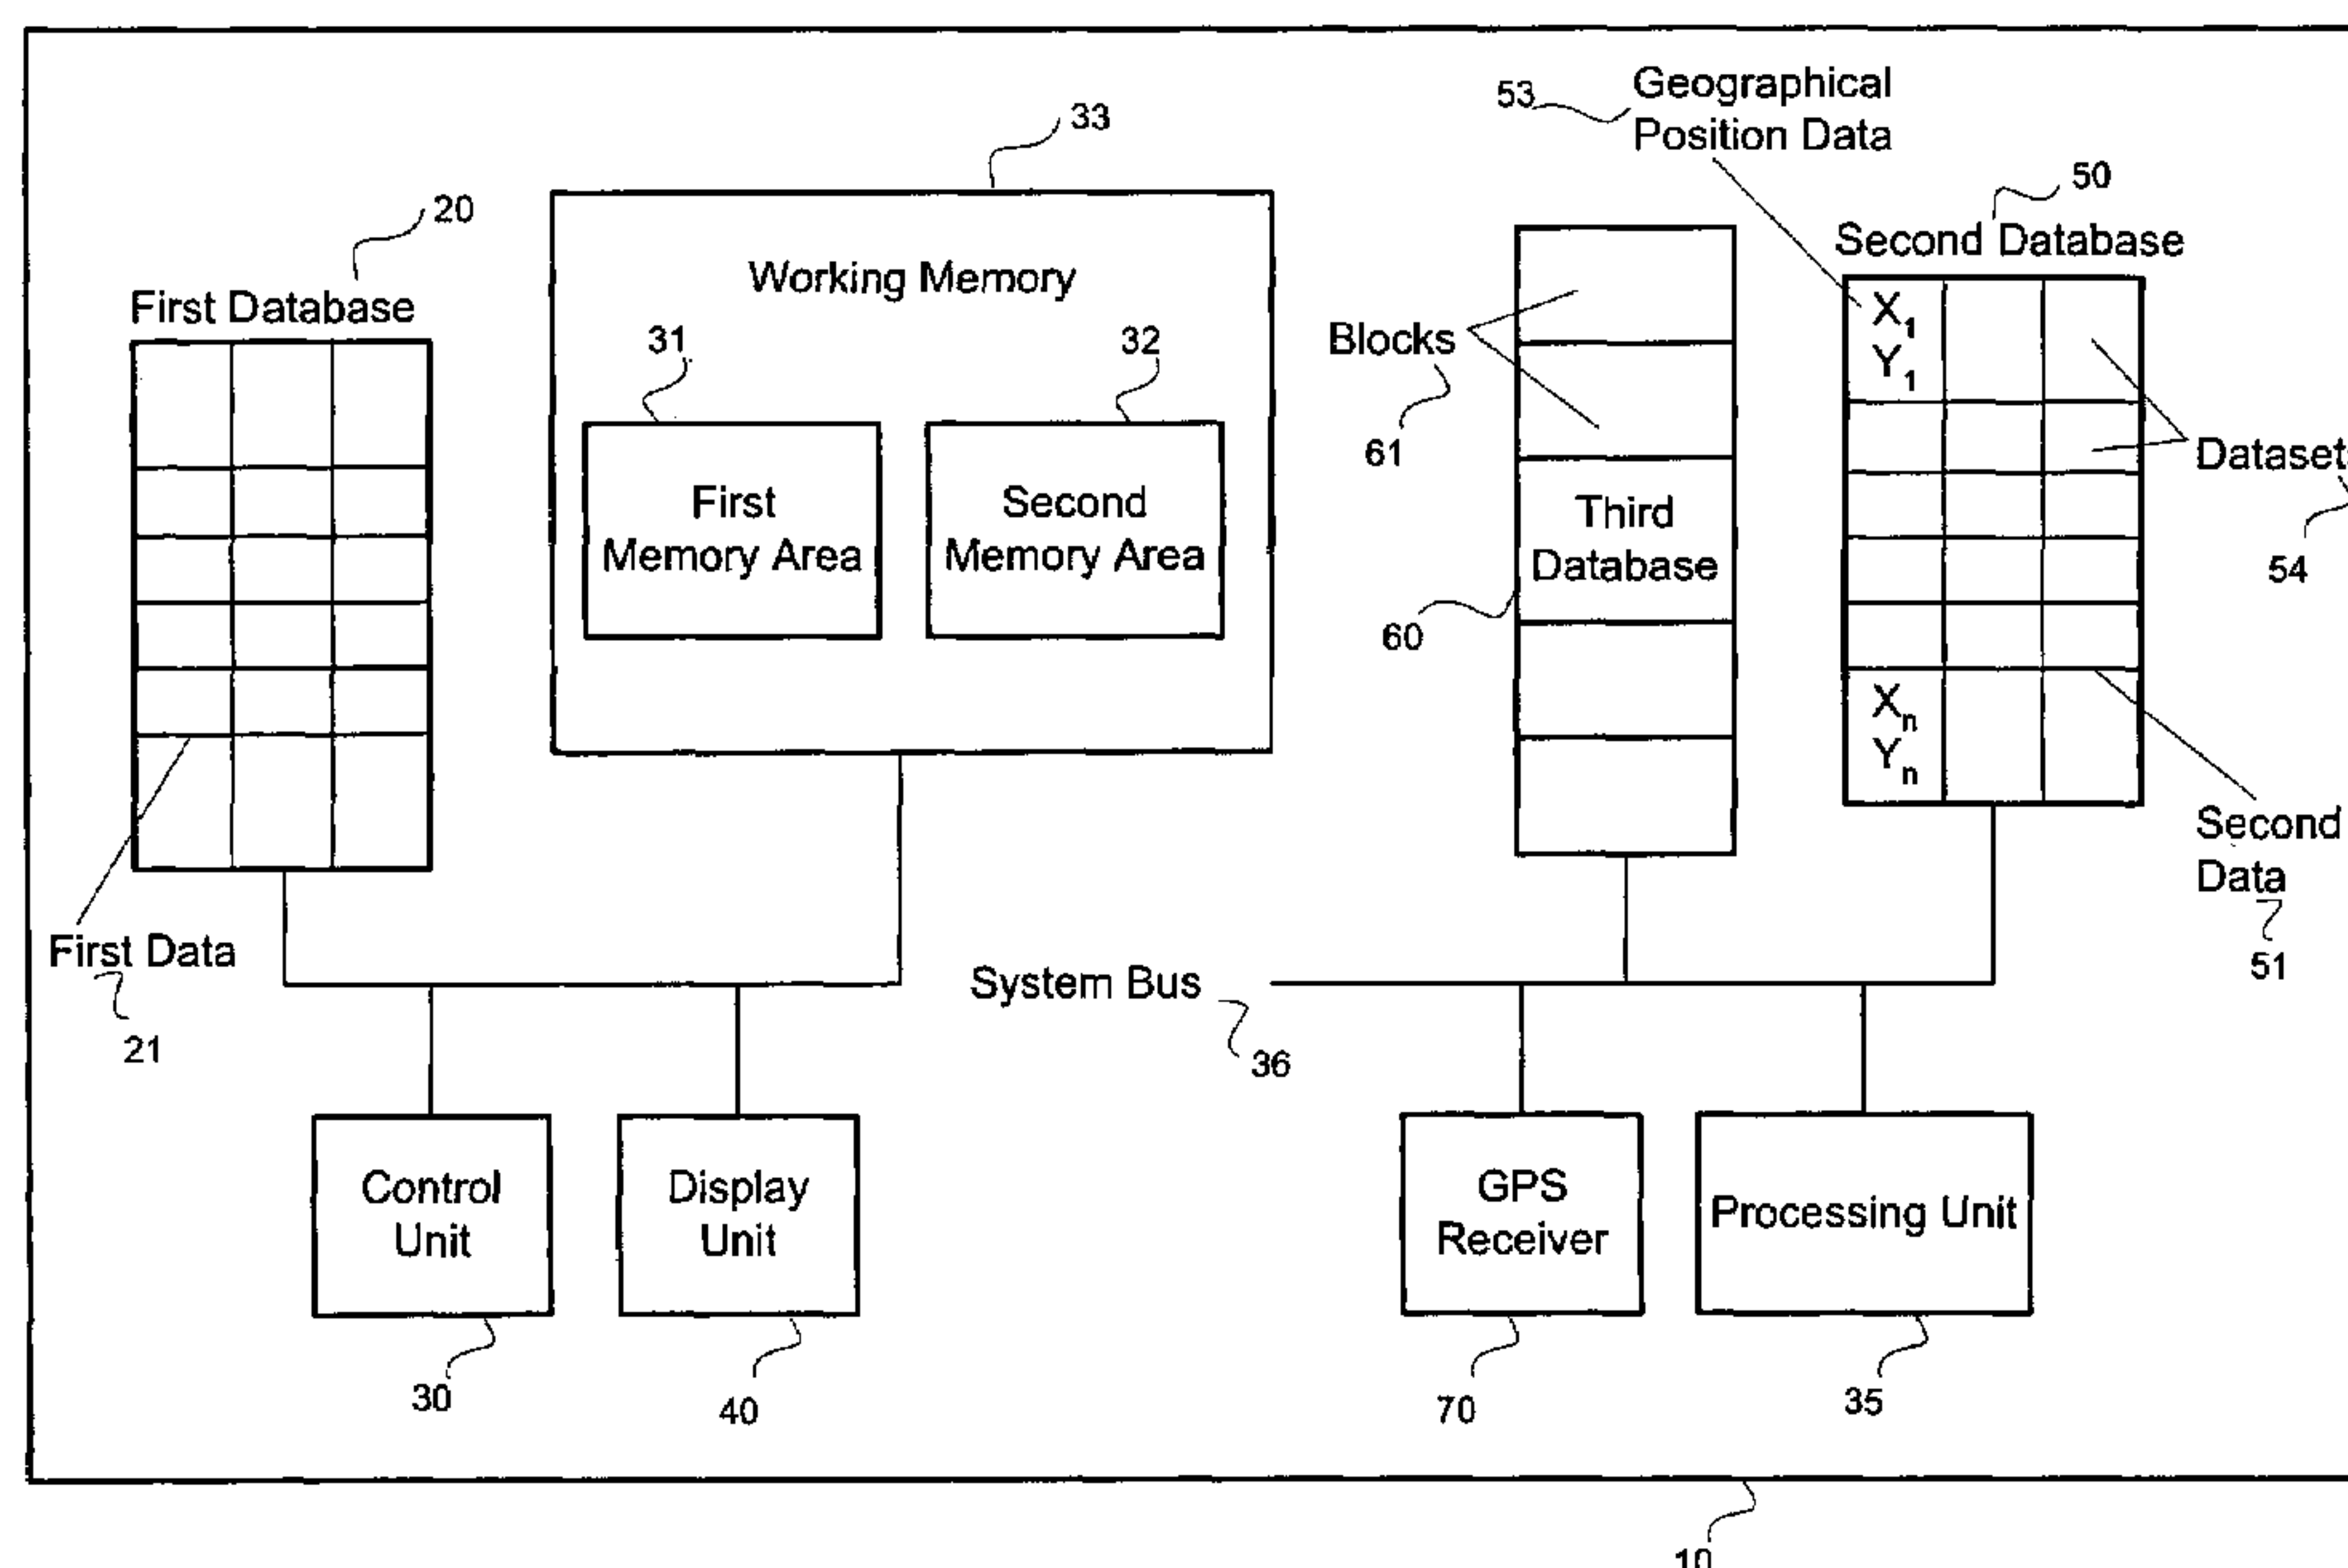 53 Geographical
Position Data
33
50
20
Second Database
Working Memory
First Database
X1
Y1
31
32
Blocks
61
Datasets
54
First
Memory Area
Second
Memory Area
Third
Database
60
Xn
Yn
Second
Data
51
First Data
21
System Bus
36
Control
Unit
Display
Unit
GPS
Receiver
Processing Unit
30
40
70
35
10